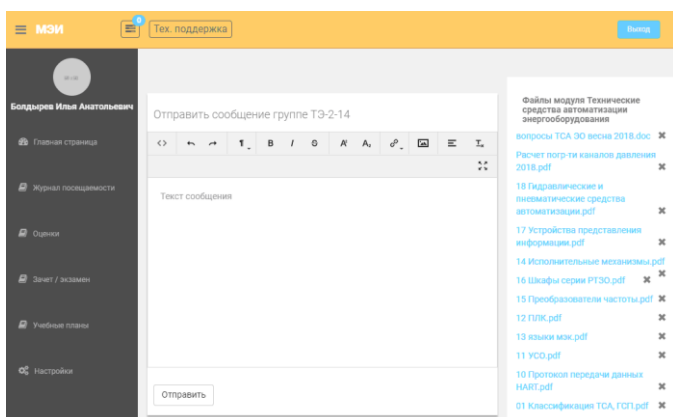 МЭИ
0
Тех. поддержка
Выход
Болдырев Илья Анатольевич
Главная страница
Журнал посещаемости
Оценки
Зачет / экзамен
Учебные планы
Настройки
Отправить сообщение группе ТЭ-2-14
Текст сообщения
Отправить
Файлы модуля Технические
средства автоматизации
энергооборудования
вопросы ТСА ЭО весна 2018.doc
Расчет погр-ти каналов давления
2018.pdf
18 Гидравлические и
пневматические средства
автоматизации.pdf
17 Устройства представления
информации.pdf
14 Исполнительные механизмы.pdf
16 Шкафы серии РТЗО.pdf
15 Преобразователи частоты.pdf
12 ПЛК.pdf
13 языки мэк.pdf
11 УСО.pdf
10 Протокол передачи данных
HART.pdf
01 Классификация ТСА, ГСП.pdf